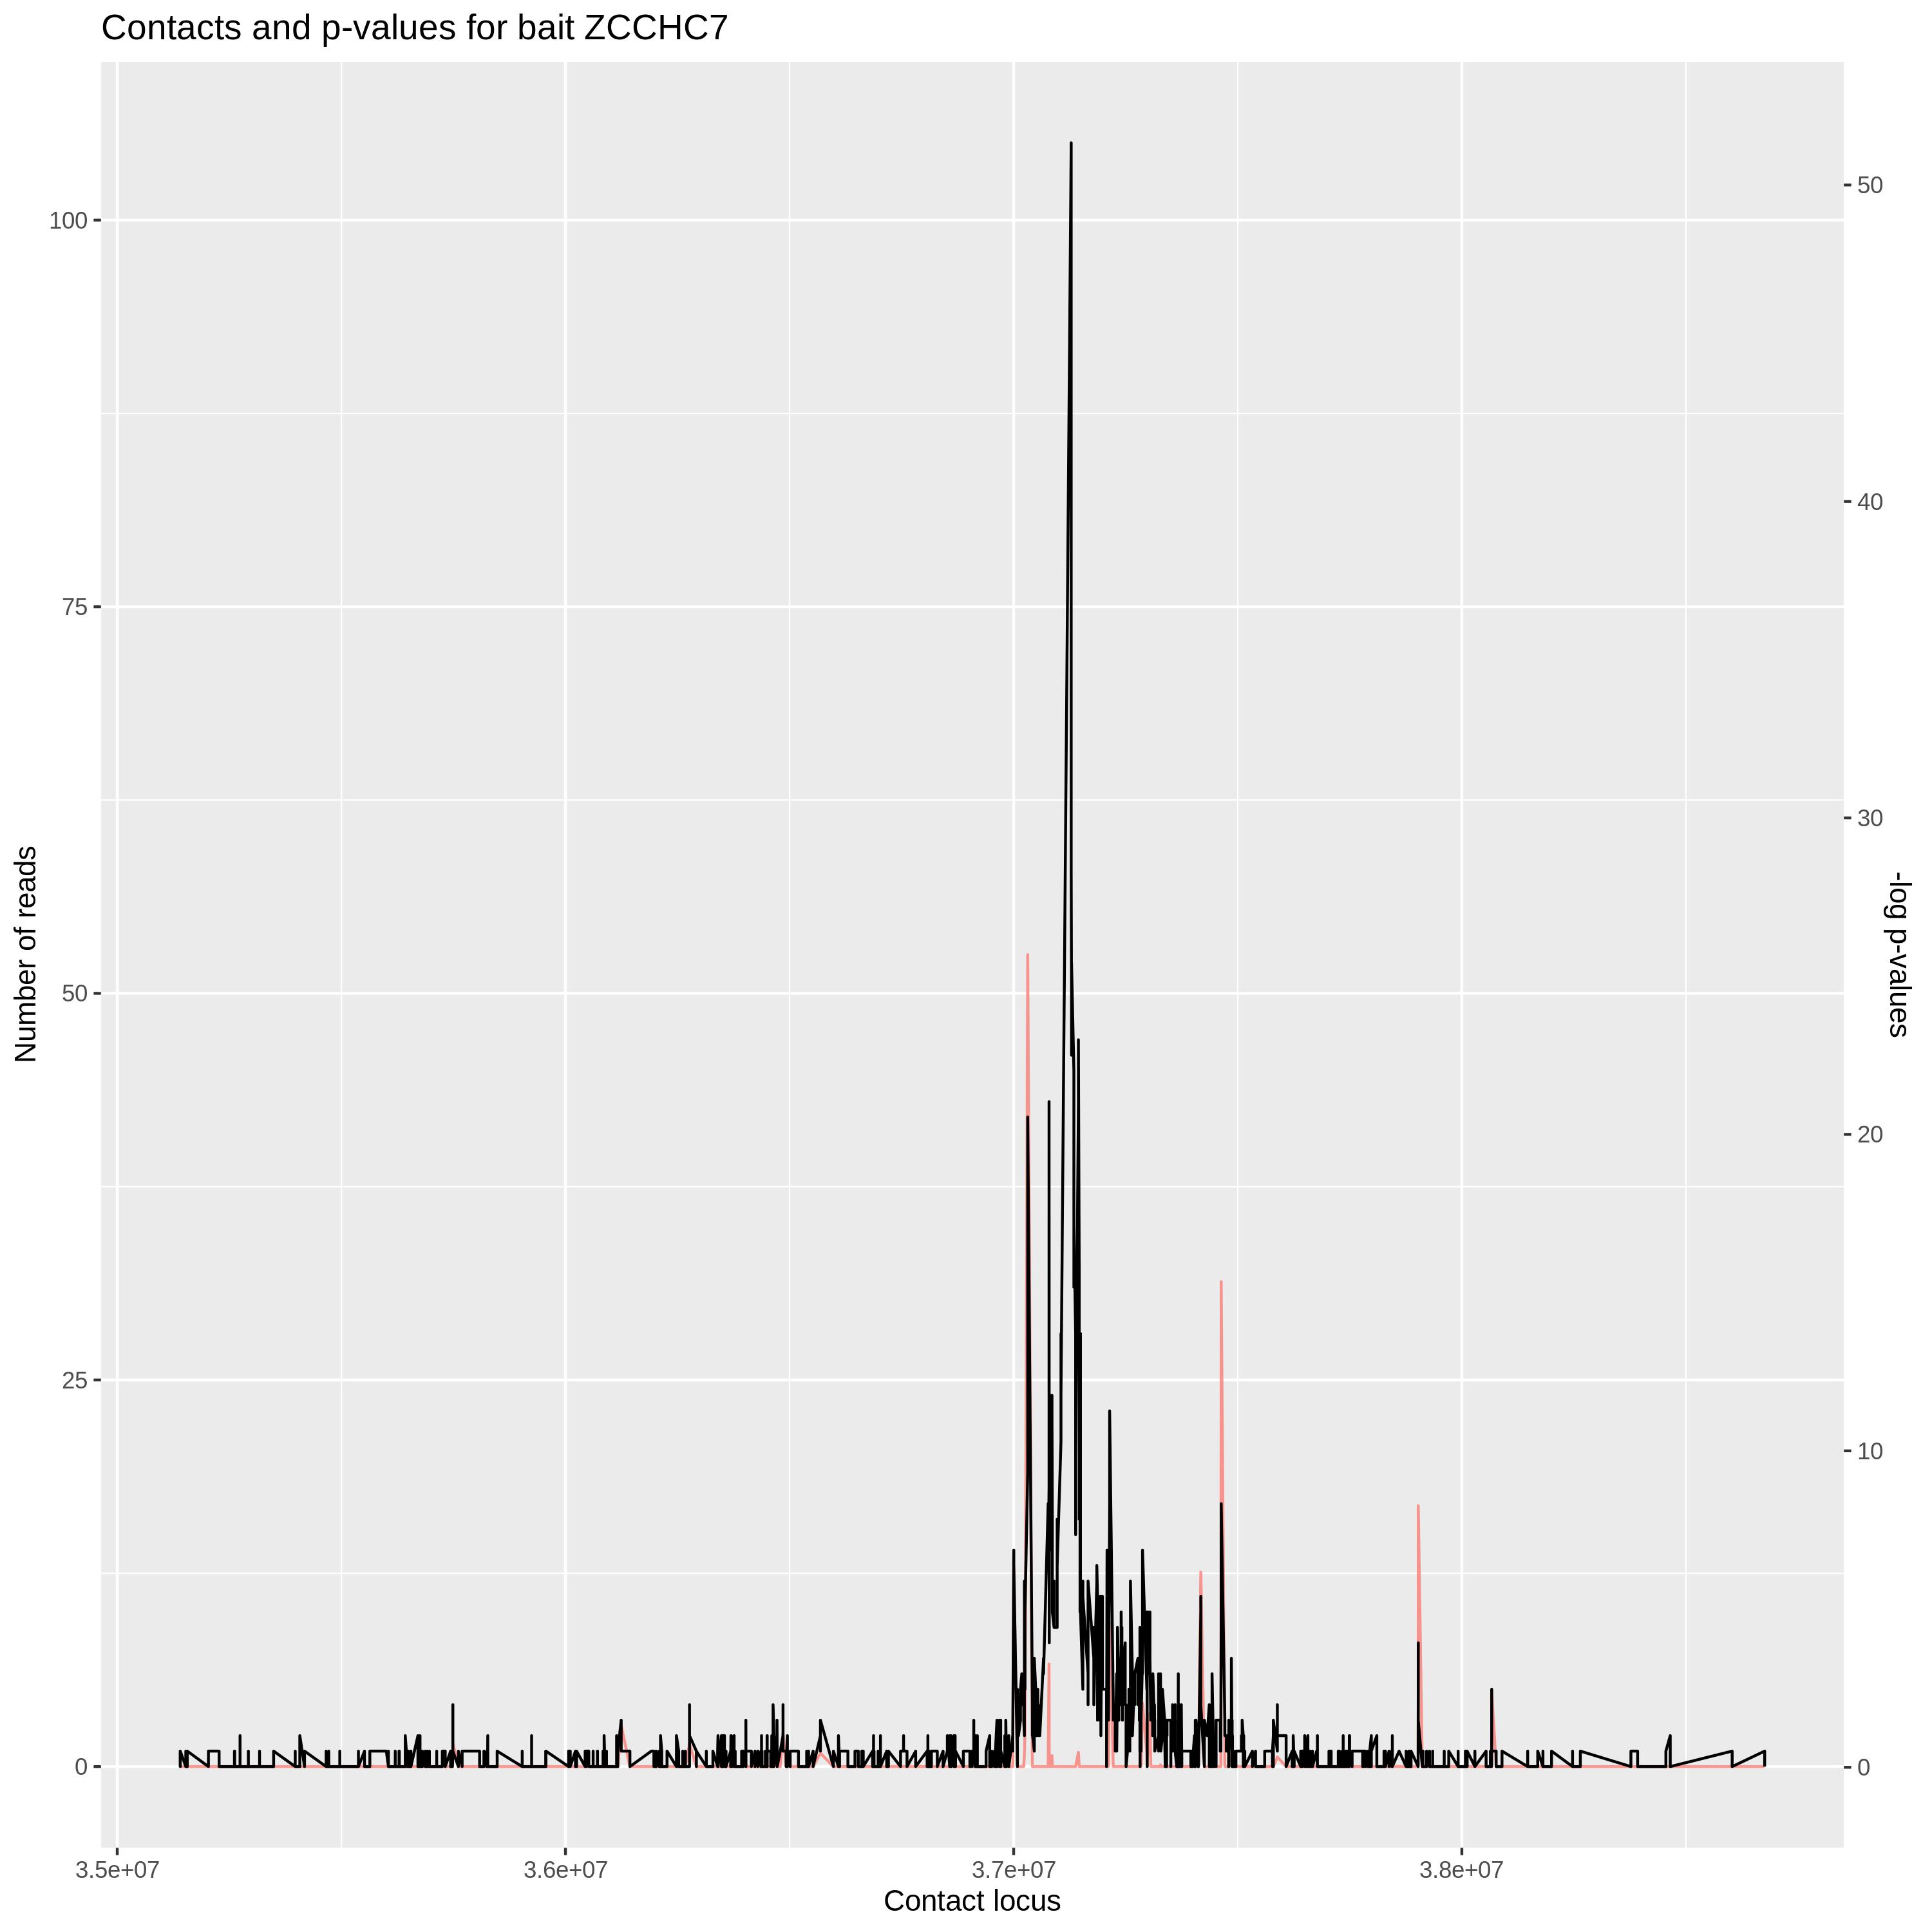 Contacts and p-values for bait ZCCHC7
100
75
50
25
0
Number of reads
50
40
30
20
10
0
-log p-values
3.5e+07
3.6e+07
3.7e+07
3.8e+07
Contact locus